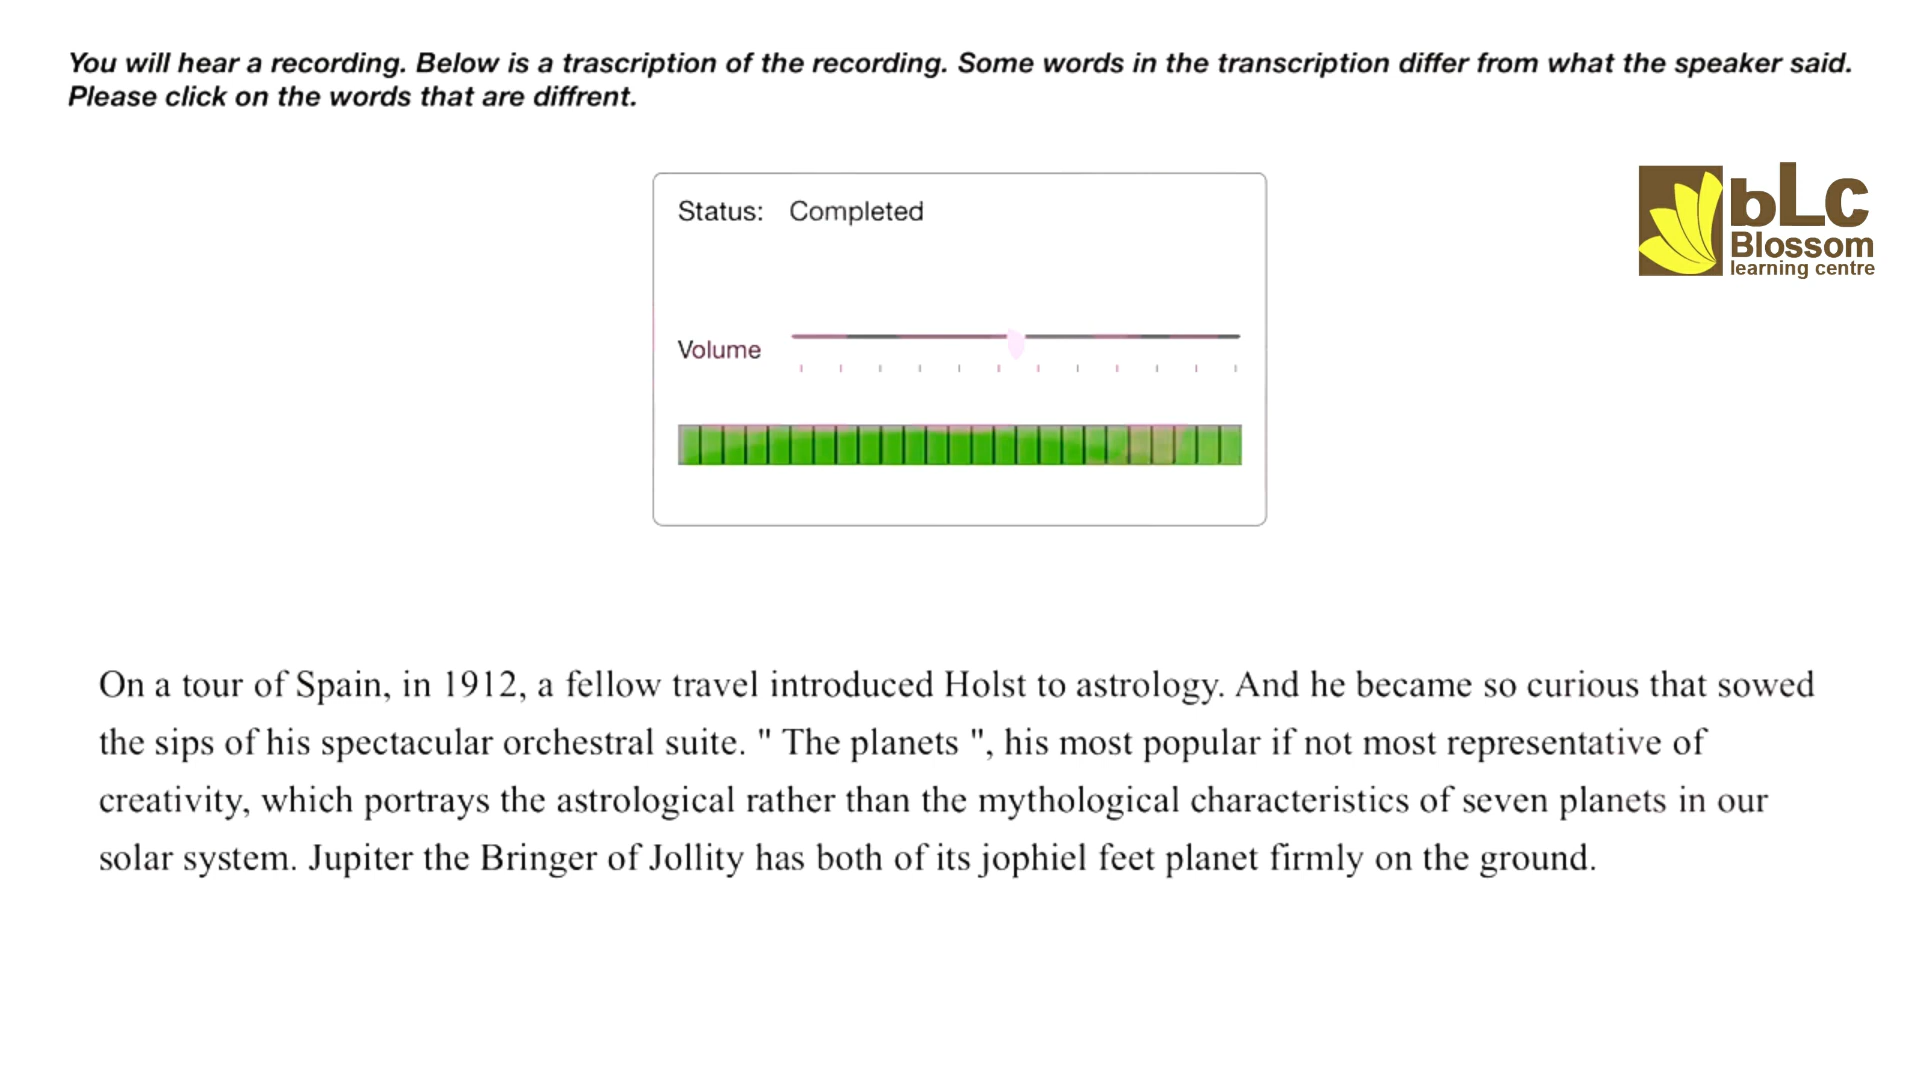 You will hear a recording. Below is a trascription of the recording. Some words in the transcription differ from what the speaker said.
Please click on the words that are diffrent.
Status: Completed
bLc
Blossom
learning centre
Volume
On a tour of Spain, in 1912, a fellow travel introduced Holst to astrology. And he became so curious that sowed
the sips of his spectacular orchestral suite. " The planets ", his most popular if not most representative of
creativity, which portrays the astrological rather than the mythological characteristics of seven planets in our
solar system. Jupiter the Bringer of Jollity has both of its jophiel feet planet firmly on the ground.